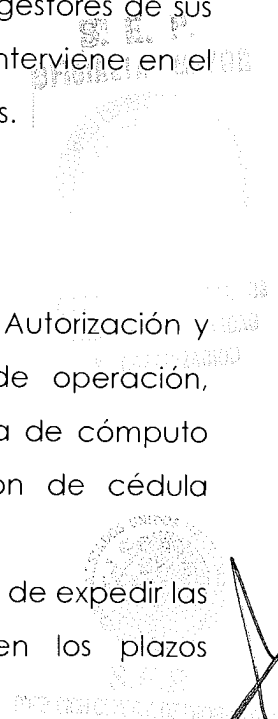 gestores de sus
S. E. P.
interviene en el
s.
Autorización y
de operación,
a de cómputo
ón de cédula
de expedir las
en los plazos